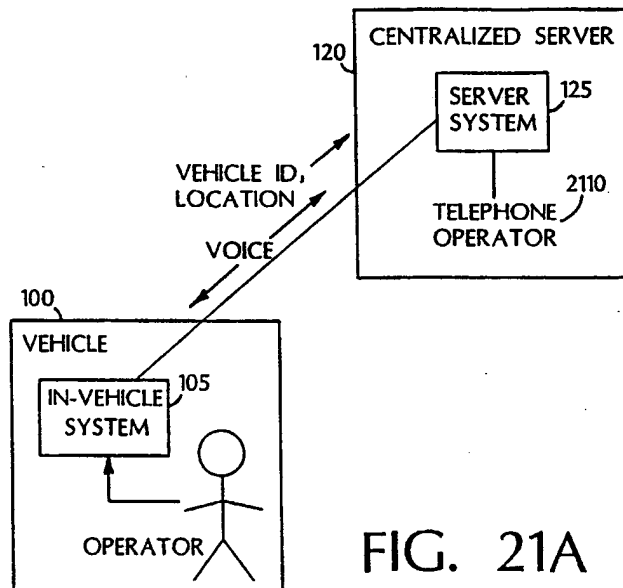 CENTRALIZED SERVER
120
SERVER
SYSTEM
125
VEHICLE ID,
LOCATION
TELEPHONE
OPERATOR
2110
VOICE
100
VEHICLE
IN-VEHICLE
SYSTEM
105
OPERATOR
FIG. 21A